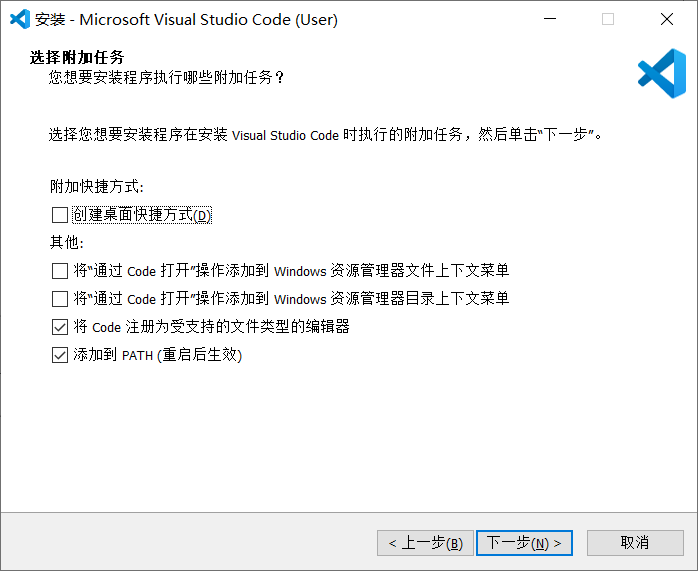 安装 - Microsoft Visual Studio Code (User)
选择附加任务
您想要安装程序执行哪些附加任务？
选择您想要安装程序在安装 Visual Studio Code 时执行的附加任务，然后单击“下一步”。
附加快捷方式:
创建桌面快捷方式(D)
其他:
将“通过 Code 打开”操作添加到 Windows 资源管理器文件上下文菜单
将“通过 Code 打开”操作添加到 Windows 资源管理器目录上下文菜单
将 Code 注册为受支持的文件类型的编辑器
添加到 PATH (重启后生效)
< 上一步(B) 下一步(N) > 取消